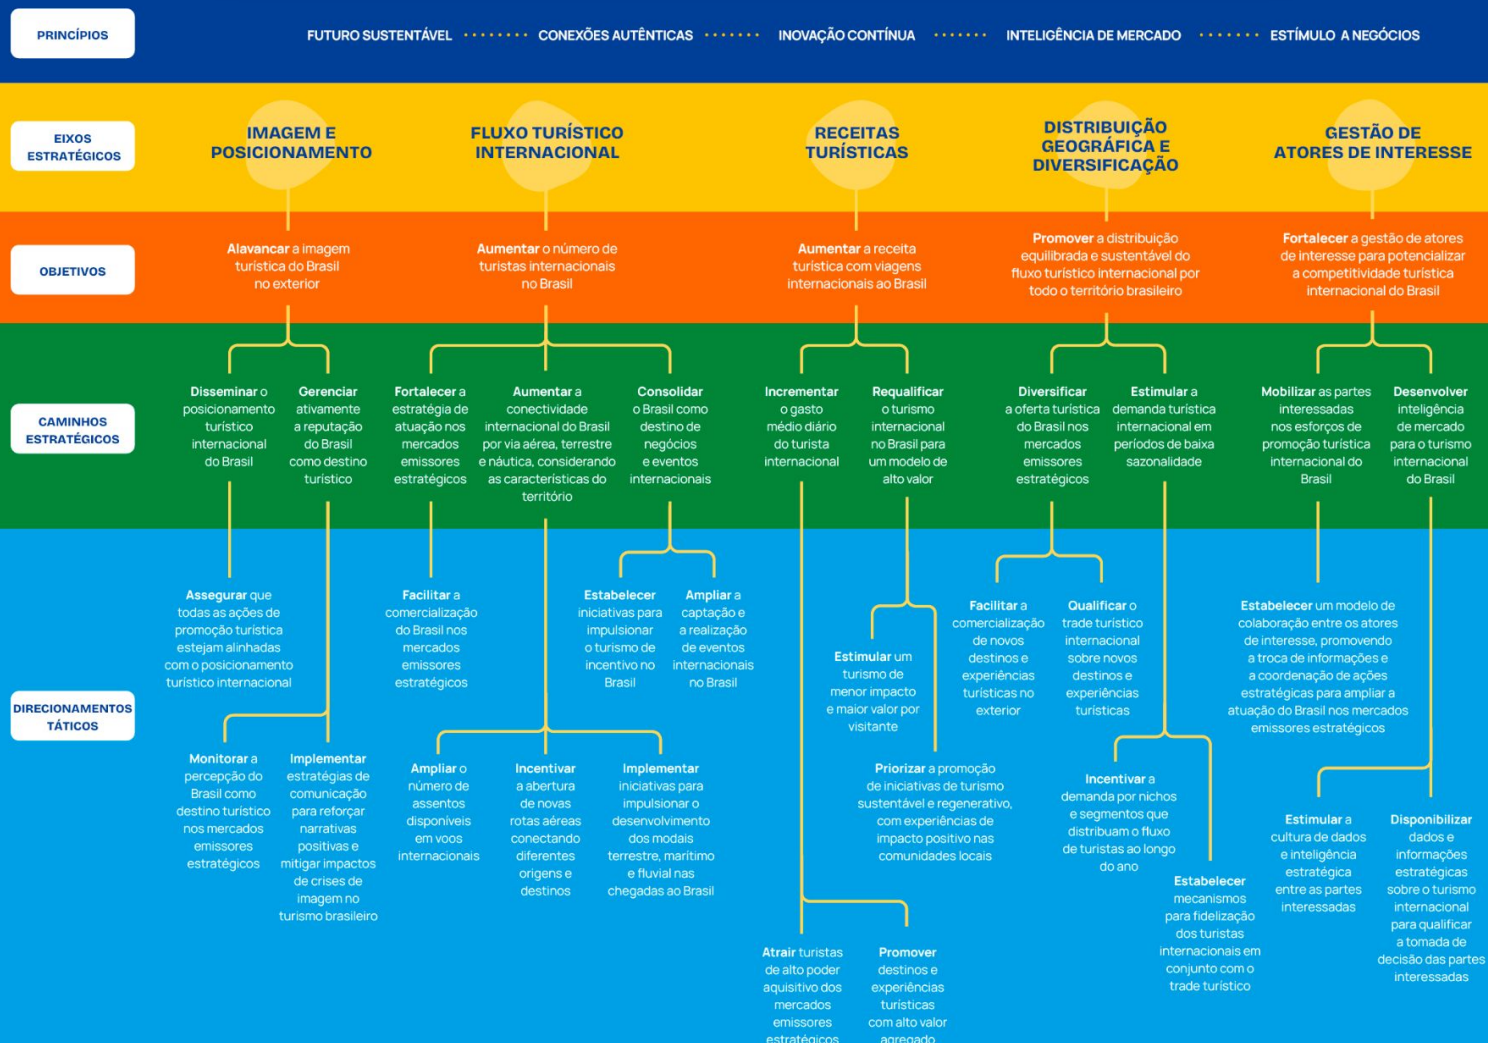 PRINCÍPIOS
FUTURO SUSTENTÁVEL
CONEXÕES AUTÊNTICAS
INOVAÇÃO CONTÍNUA
INTELIGÊNCIA DE MERCADO
ESTÍMULO A NEGÓCIOS
EIXOS
ESTRATÉGICOS
IMAGEM E
POSICIONAMENTO
FLUXO TURÍSTICO
INTERNACIONAL
RECEITAS
TURÍSTICAS
DISTRIBUIÇÃO
GEOGRÁFICA E
DIVERSIFICAÇÃO
GESTÃO DE
ATORES DE INTERESSE
OBJETIVOS
Alavancar a imagem
turística do Brasil
no exterior
Aumentar o número de
turistas internacionais
no Brasil
Aumentar a receita
turística com viagens
internacionais ao Brasil
Promover a distribuição
equilibrada e sustentável do
fluxo turístico internacional por
todo o território brasileiro
Fortalecer a gestão de atores
de interesse para potencializar
a competitividade turística
internacional do Brasil
CAMINHOS
ESTRATÉGICOS
Disseminar o
posicionamento
turístico
internacional
do Brasil
Gerenciar
ativamente
a reputação
do Brasil
como destino
turístico
Fortalecer a
estratégia de
atuação nos
mercados
emissores
estratégicos
Aumentar a
conectividade
internacional do Brasil
por via aérea, terrestre
e náutica, considerando
as características do
território
Consolidar
o Brasil como
destino de
negócios
e eventos
internacionais
Incrementar
o gasto
médio diário
do turista
internacional
Requalificar
o turismo
internacional
no Brasil para
um modelo de
alto valor
Diversificar
a oferta turística
do Brasil nos
mercados
emissores
estratégicos
Estimular a
demanda turística
internacional em
períodos de baixa
sazonalidade
Mobilizar as partes
interessadas
nos esforços de
promoção turística
internacional do
Brasil
Desenvolver
inteligência
de mercado
para o turismo
internacional
do Brasil
DIRECIONAMENTOS
TÁTICOS
Assegurar que
todas as ações de
promoção turística
estejam alinhadas
com o posicionamento
turístico internacional
Monitorar a
percepção do
Brasil como
destino turístico
nos mercados
emissores
estratégicos
Implementar
estratégias de
comunicação
para reforçar
narrativas
positivas e
mitigar impactos
de crises de
imagem no
turismo brasileiro
Facilitar a
comercialização
do Brasil nos
mercados
emissores
estratégicos
Ampliar o
número de
assentos
disponíveis
em voos
internacionais
Incentivar
a abertura
de novas
rotas aéreas
conectando
diferentes
origens e
destinos
Implementar
iniciativas para
impulsionar o
desenvolvimento
dos modais
terrestre, marítimo
e fluvial nas
chegadas ao Brasil
Estabelecer
iniciativas para
impulsionar
o turismo de
incentivo no
Brasil
Ampliar a
captação e
a realização
de eventos
internacionais
no Brasil
Atrair turistas
de alto poder
aquisitivo dos
mercados
emissores
estratégicos
Promover
destinos e
experiências
turísticas
com alto valor
agregado
Estimular um
turismo de
menor impacto
e maior valor por
visitante
Priorizar a promoção
de iniciativas de turismo
sustentável e regenerativo,
com experiências de
impacto positivo nas
comunidades locais
Facilitar a
comercialização
de novos
destinos e
experiências
turísticas no
exterior
Qualificar o
trade turístico
internacional
sobre novos
destinos e
experiências
turísticas
Incentivar a
demanda por nichos
e segmentos que
distribuam o fluxo
de turistas ao longo
do ano
Estabelecer
mecanismos
para fidelização
dos turistas
internacionais em
conjunto com o
trade turístico
Estabelecer um modelo de
colaboração entre os atores
de interesse, promovendo
a troca de informações e
a coordenação de ações
estratégicas para ampliar a
atuação do Brasil nos mercados
emissores estratégicos
Estimular a
cultura de dados
e inteligência
estratégica
entre as partes
interessadas
Disponibilizar
dados e
informações
estratégicas
sobre o turismo
internacional
para qualificar
a tomada de
decisão das partes
interessadas